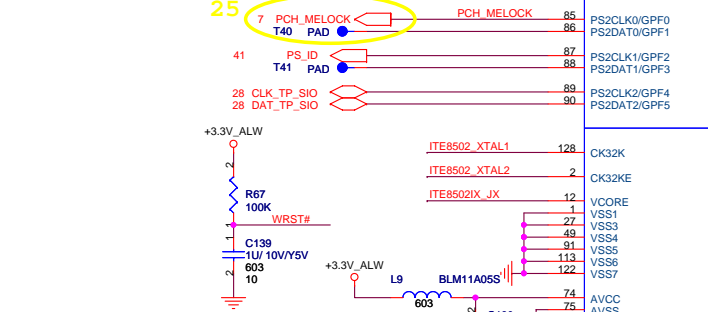 25
7 PCH_MELOCK PCH_MELOCK 85 PS2CLK0/GPF0
T40 PAD 86 PS2DAT0/GPF1
41 PS_ID 87 PS2CLK1/GPF2
T41 PAD 88 PS2DAT1/GPF3
28 CLK_TP_SIO 89 PS2CLK2/GPF4
28 DAT_TP_SIO 90 PS2DAT2/GPF5
+3.3V_ALW
ITE8502_XTAL1 128 CK32K
2
ITE8502_XTAL2 2 CK32KE
R67
100K
ITE8502IX_JX 12 VCORE
1 VSS1
1
WRST#
27 VSS3
1
49 VSS4
C139
1U/ 10V/Y5V
91 VSS5
603
113 VSS6
2
10
122 VSS7
+3.3V_ALW
L9 BLM11A05S
603
74 AVCC
75 AVSS
2